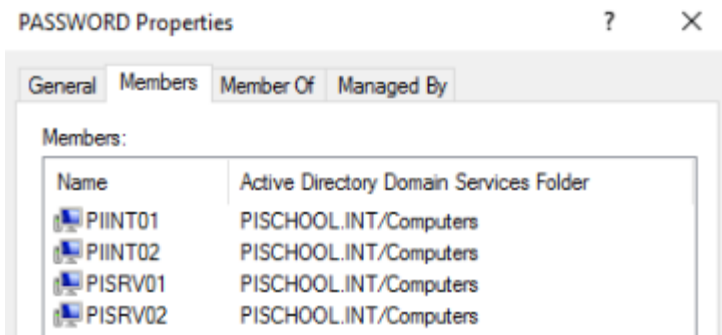 PASSWORD Properties ? ×
General Members Member Of Managed By
Members:
Name Active Directory Domain Services Folder
PIINT01 PISCHOOL.INT/Computers
PIINT02 PISCHOOL.INT/Computers
PISRV01 PISCHOOL.INT/Computers
PISRV02 PISCHOOL.INT/Computers